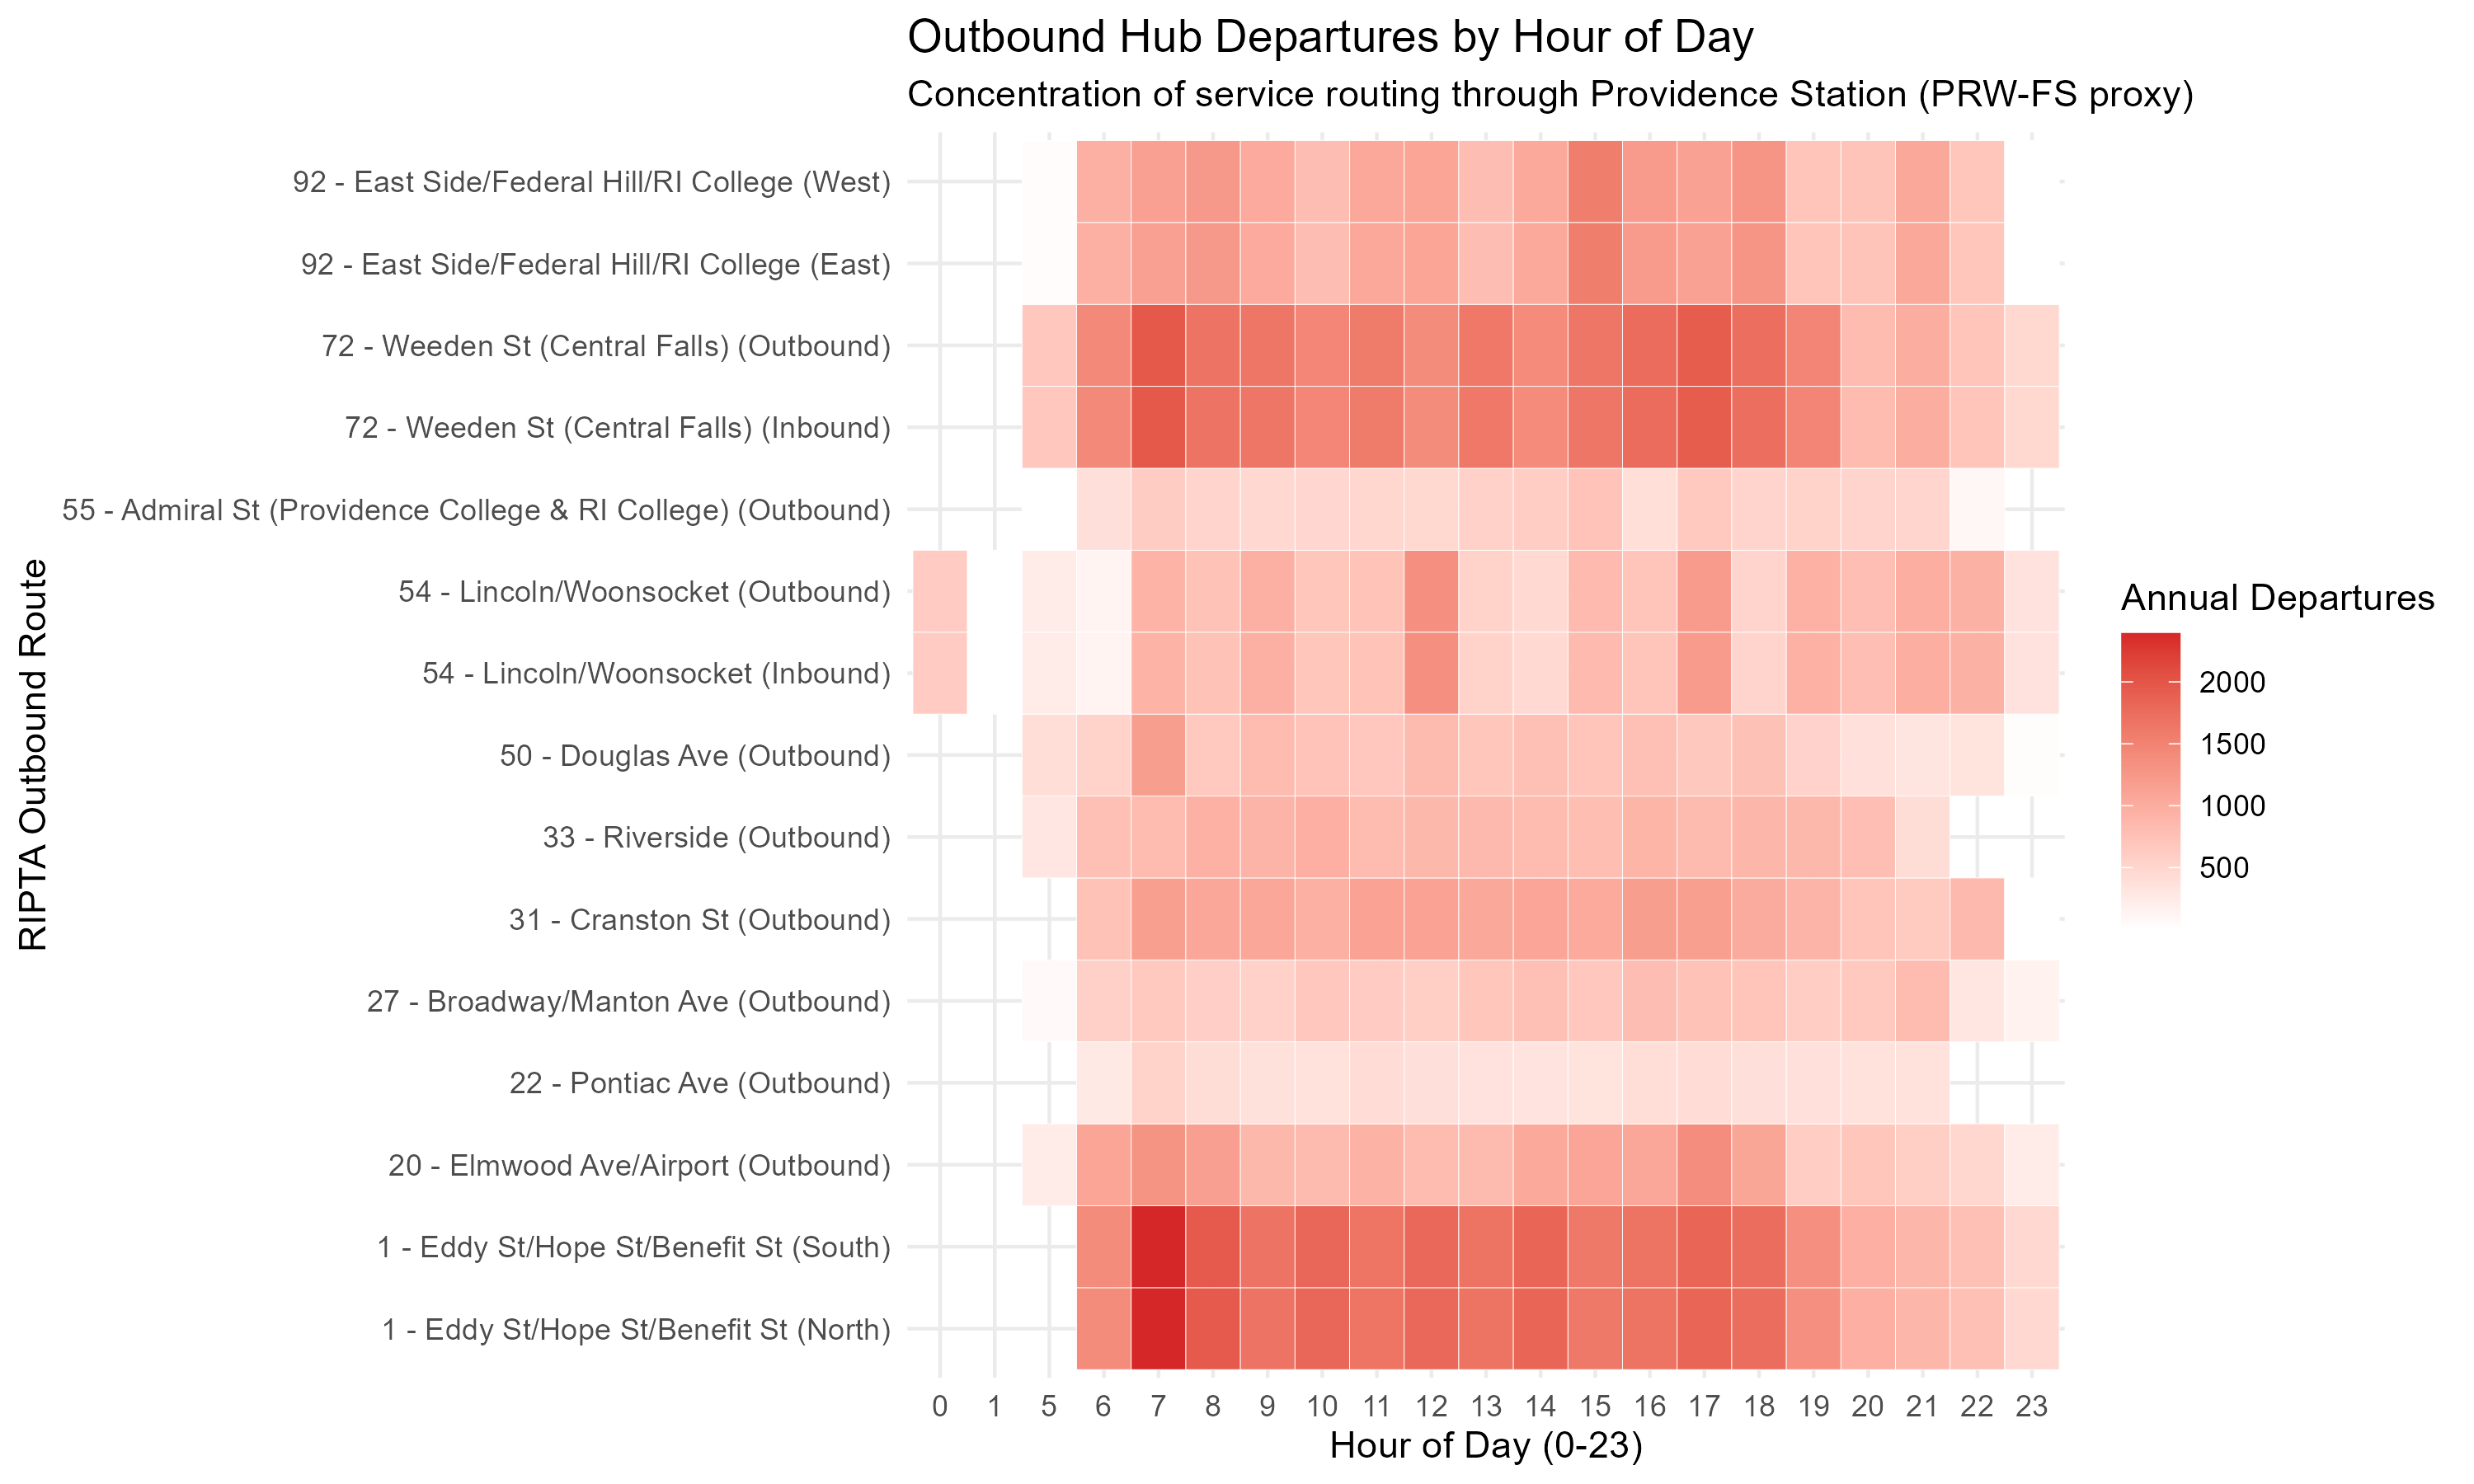 Outbound Hub Departures by Hour of Day
Concentration of service routing through Providence Station (PRW-FS proxy)
RIPTA Outbound Route
92 - East Side/Federal Hill/RI College (West)
92 - East Side/Federal Hill/RI College (East)
72 - Weeden St (Central Falls) (Outbound)
72 - Weeden St (Central Falls) (Inbound)
55 - Admiral St (Providence College & RI College) (Outbound)
54 - Lincoln/Woonsocket (Outbound)
54 - Lincoln/Woonsocket (Inbound)
50 - Douglas Ave (Outbound)
33 - Riverside (Outbound)
31 - Cranston St (Outbound)
27 - Broadway/Manton Ave (Outbound)
22 - Pontiac Ave (Outbound)
20 - Elmwood Ave/Airport (Outbound)
1 - Eddy St/Hope St/Benefit St (South)
1 - Eddy St/Hope St/Benefit St (North)
0 1 5 6 7 8 9 10 11 12 13 14 15 16 17 18 19 20 21 22 23
Hour of Day (0-23)
Annual Departures
2000
1500
1000
500